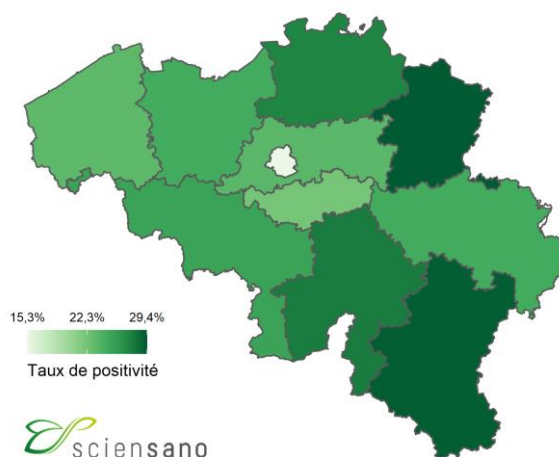 15,3% 22,3% 29,4%
Taux de positivité
sciensano